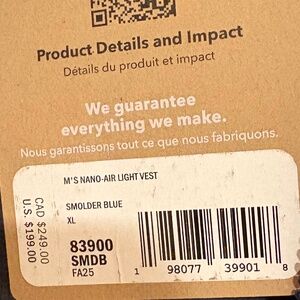 Product Details and Impact
Détails du produit et impact
We guarantee
everything we make.
Nous garantissons tout ce que nous fabriquons.
M'S NANO-AIR LIGHT VEST
SMOLDER BLUE
XL
83900
SMDB
FA25
CAD $249.00
U.S. $199.00
1 98077 39901 8